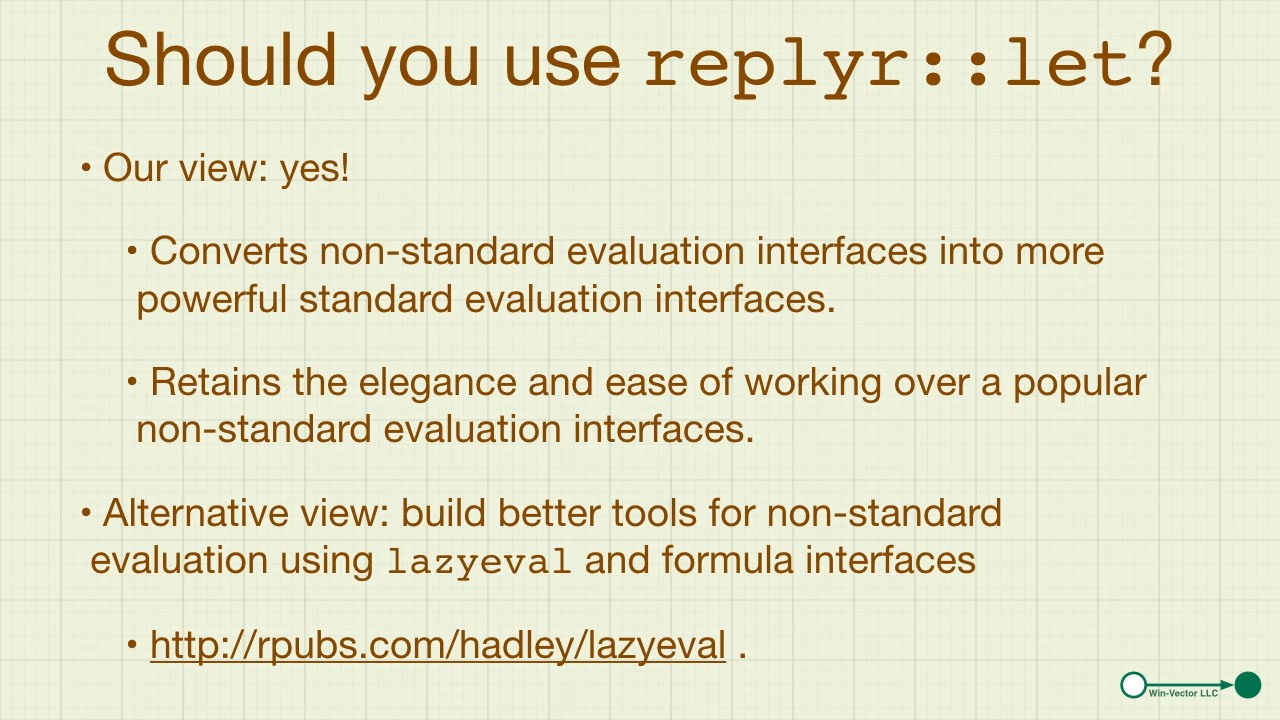 Should you use replyr::let?
• Our view: yes!
• Converts non-standard evaluation interfaces into more
powerful standard evaluation interfaces.
• Retains the elegance and ease of working over a popular
non-standard evaluation interfaces.
• Alternative view: build better tools for non-standard
evaluation using lazyeval and formula interfaces
• http://rpubs.com/hadley/lazyeval .
Win-Vector LLC